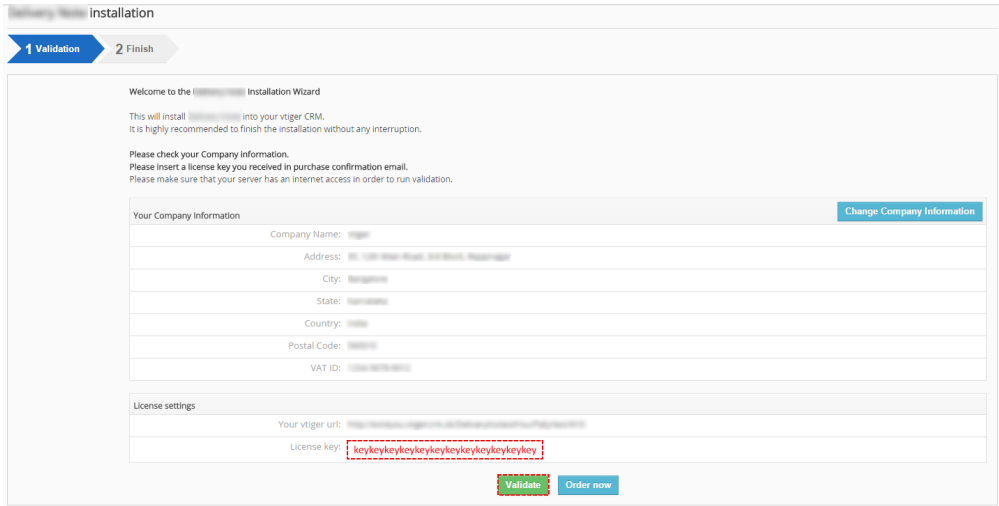 installation
1 Validation
2 Finish
Welcome to the Installation Wizard
This will install into your vtiger CRM.
It is highly recommended to finish the installation without any interruption.
Please check your Company information.
Please insert a license key you received in purchase confirmation email.
Please make sure that your server has an internet access in order to run validation.
Your Company Information
Change Company Information
Company Name:
Address:
City:
State:
Country:
Postal Code:
VAT ID:
License settings
Your vtiger url:
License key: keykeykeykeykeykeykeykeykeykeykeykey
Validate Order now